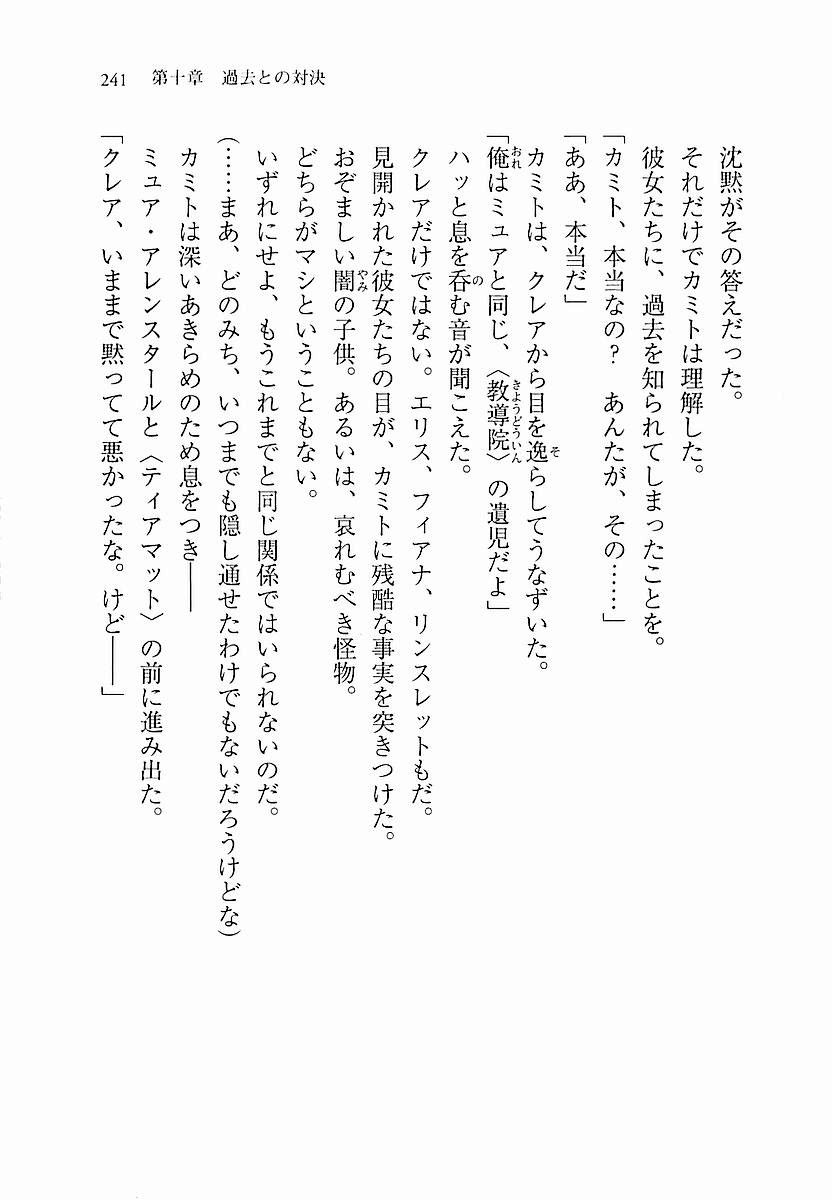 241　第十章　過去との対決
沈黙がその答えだった。
それだけでカミトは理解した。
彼女たちに、過去を知られてしまったことを。
「カミト、本当なの？　あんたが、その……」
「ああ、本当だ」
カミトは、クレアから目を逸らしてうなずいた。
「俺はミュアと同じ、〈教導院〉の遺児だよ」
ハッと息を呑む音が聞こえた。
クレアだけではない。エリス、フィアナ、リンスレットもだ。
見開かれた彼女たちの目が、カミトに残酷な事実を突きつけた。
おぞましい闇の子供。あるいは、哀れむべき怪物。
どちらがマシということもない。
いずれにせよ、もうこれまでと同じ関係ではいられないのだ。
（……まあ、どのみち、いつまでも隠し通せたわけでもないだろうけどな）
カミトは深いあきらめのため息をつき――
ミュア・アレンスタールと〈ティアマット〉の前に進み出た。
「クレア、いままで黙ってて悪かったな。けど――」